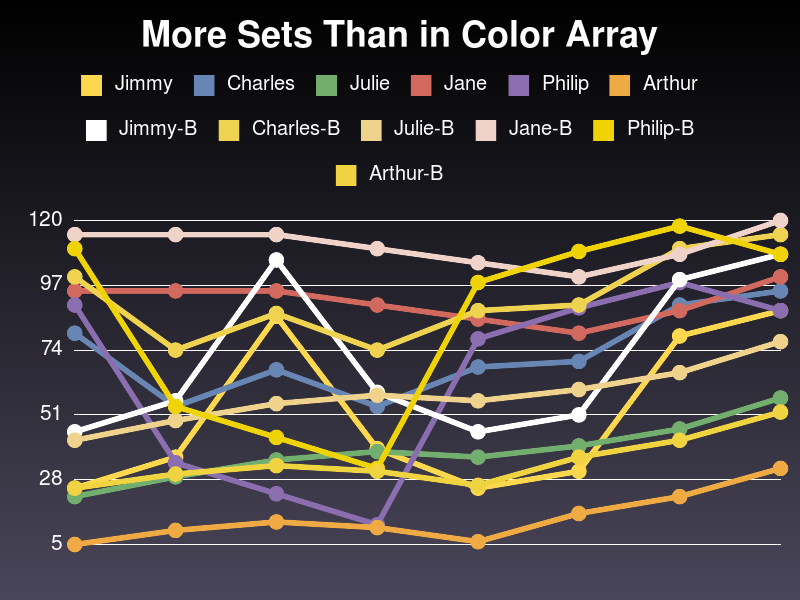 More Sets Than in Color Array
Jimmy Charles Julie Jane Philip Arthur
Jimmy-B Charles-B Julie-B Jane-B Philip-B
Arthur-B
120
97
74
51
28
5